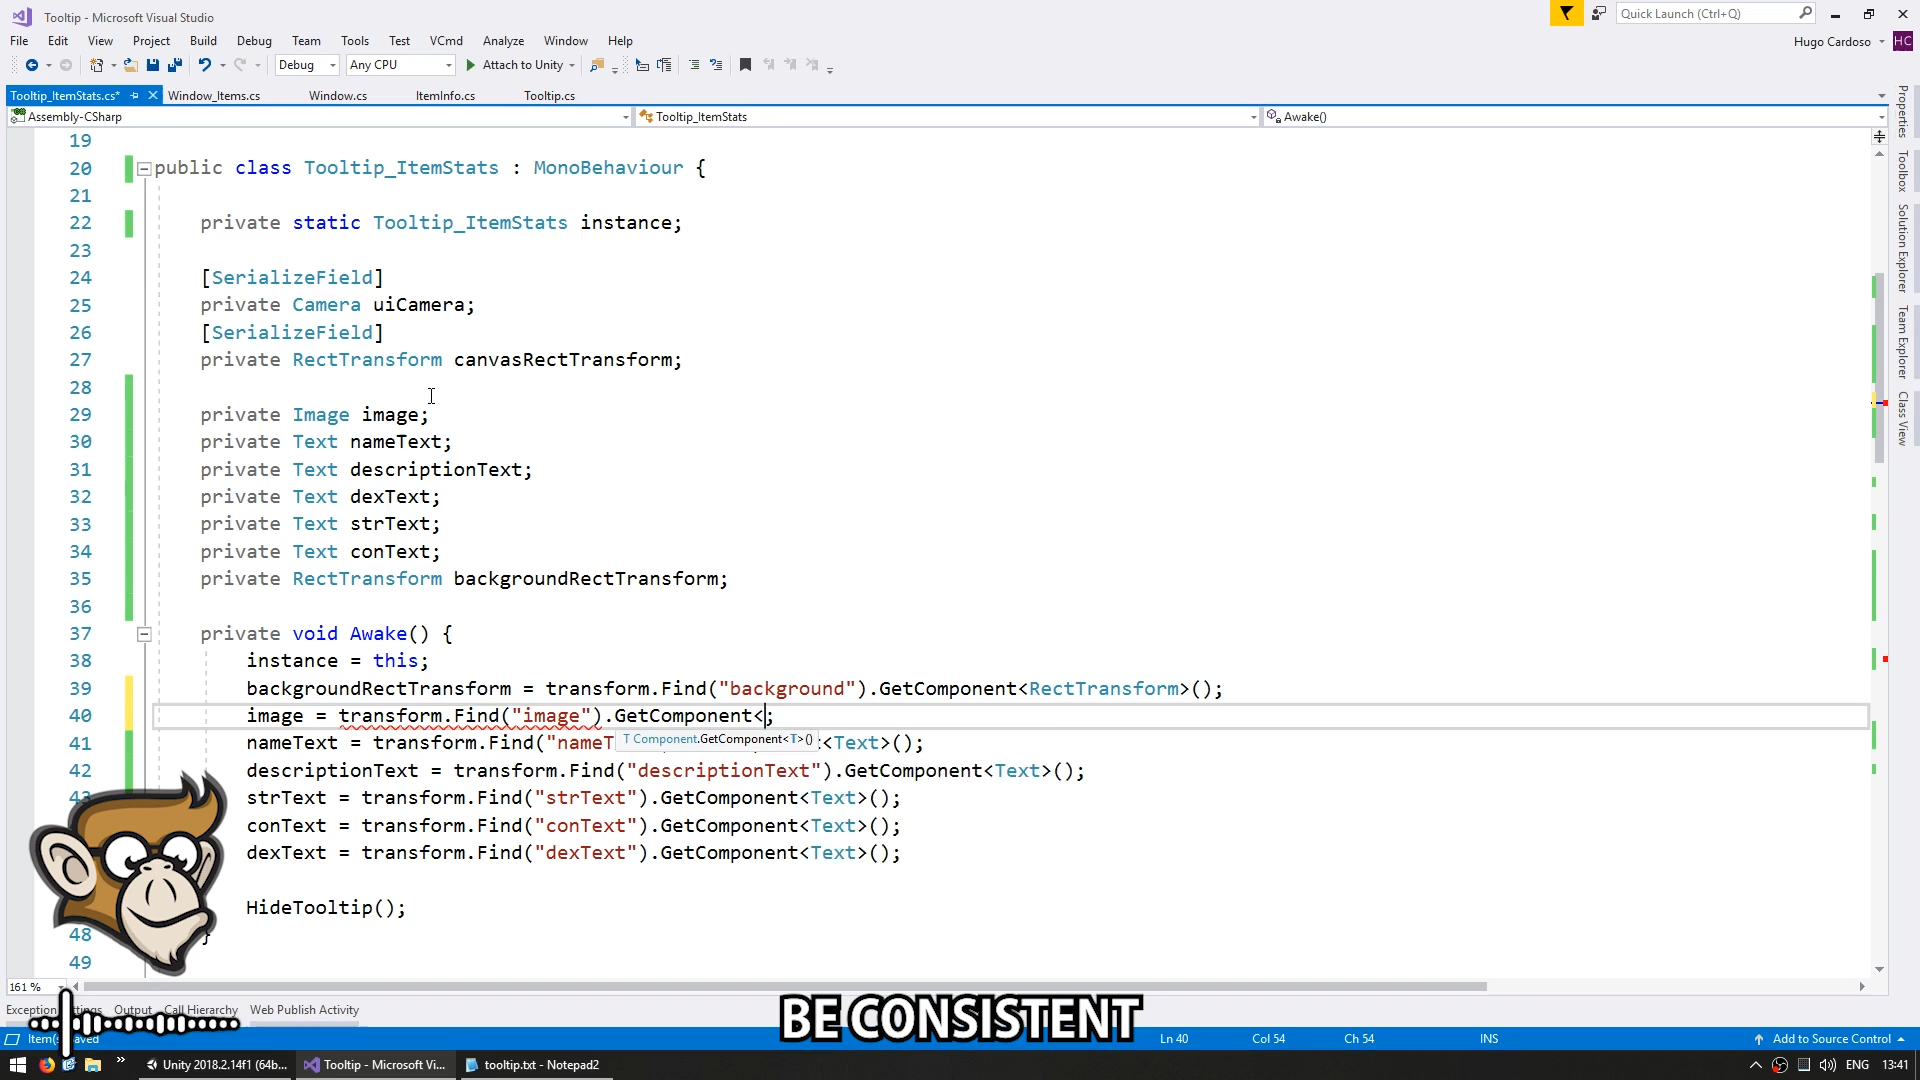 Tooltip - Microsoft Visual Studio
Quick Launch (Ctrl+Q)
File Edit View Project Build Debug Team Tools Test VCmd Analyze Window Help
Hugo Cardoso HC
Debug Any CPU Attach to Unity
Tooltip_ItemStats.cs* Window_Items.cs Window.cs ItemInfo.cs Tooltip.cs
Assembly-CSharp Tooltip_ItemStats Awake()
19
20 public class Tooltip_ItemStats : MonoBehaviour {
21
22 private static Tooltip_ItemStats instance;
23
24 [SerializeField]
25 private Camera uiCamera;
26 [SerializeField]
27 private RectTransform canvasRectTransform;
28
29 private Image image;
30 private Text nameText;
31 private Text descriptionText;
32 private Text dexText;
33 private Text strText;
34 private Text conText;
35 private RectTransform backgroundRectTransform;
36
37 private void Awake() {
38 instance = this;
39 backgroundRectTransform = transform.Find("background").GetComponent<RectTransform>();
40 image = transform.Find("image").GetComponent<;
T Component.GetComponent<T>()
41 nameText = transform.Find("nameT <Text>();
42 descriptionText = transform.Find("descriptionText").GetComponent<Text>();
43 strText = transform.Find("strText").GetComponent<Text>();
conText = transform.Find("conText").GetComponent<Text>();
dexText = transform.Find("dexText").GetComponent<Text>();
HideTooltip();
48 }
49
Properties
Toolbox
Solution Explorer
Team Explorer
Class View
161 %
Exception Settings Output Call Hierarchy Web Publish Activity
BE CONSISTENT
Item(s) Saved Ln 40 Col 54 Ch 54 INS Add to Source Control
Unity 2018.2.14f1 (64b... Tooltip - Microsoft Vi... tooltip.txt - Notepad2 ENG 13:41